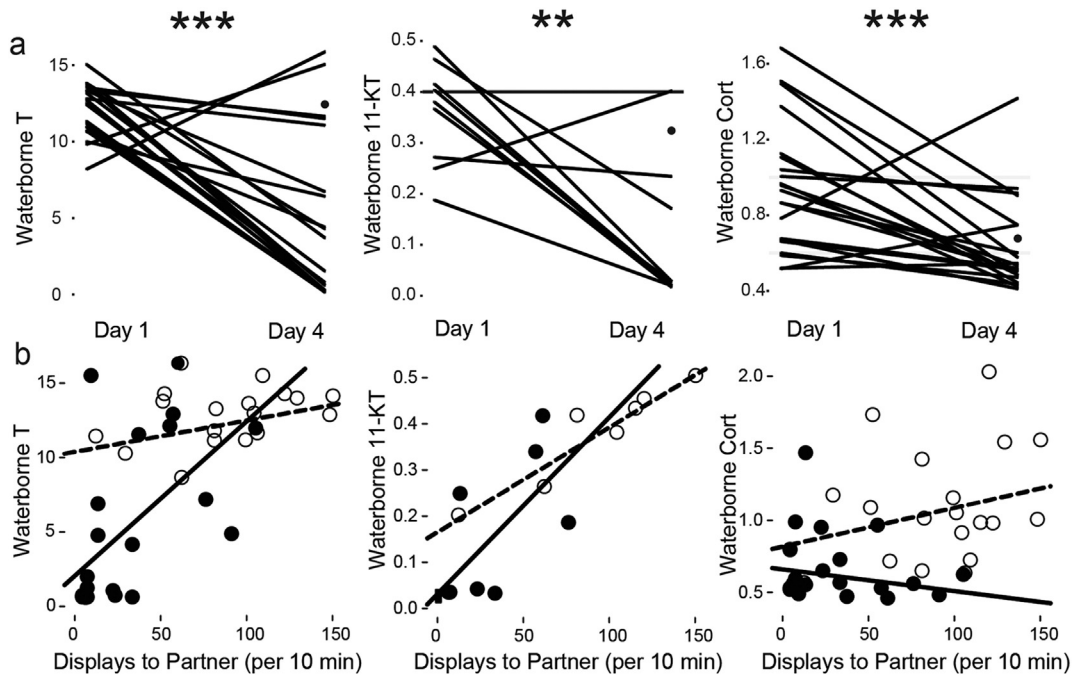 *** ** ***
a
Waterborne T
15
10
5
0
Waterborne 11-KT
0.5
0.4
0.3
0.2
0.1
0.0
Waterborne Cort
1.6
1.2
0.8
0.4
Day 1 Day 4 Day 1 Day 4 Day 1 Day 4
b
Waterborne T
15
10
5
0
0 50 100 150
Displays to Partner (per 10 min)
Waterborne 11-KT
0.5
0.4
0.3
0.2
0.1
0.0
0 50 100 150
Displays to Partner (per 10 min)
Waterborne Cort
2.0
1.5
1.0
0.5
0 50 100 150
Displays to Partner (per 10 min)